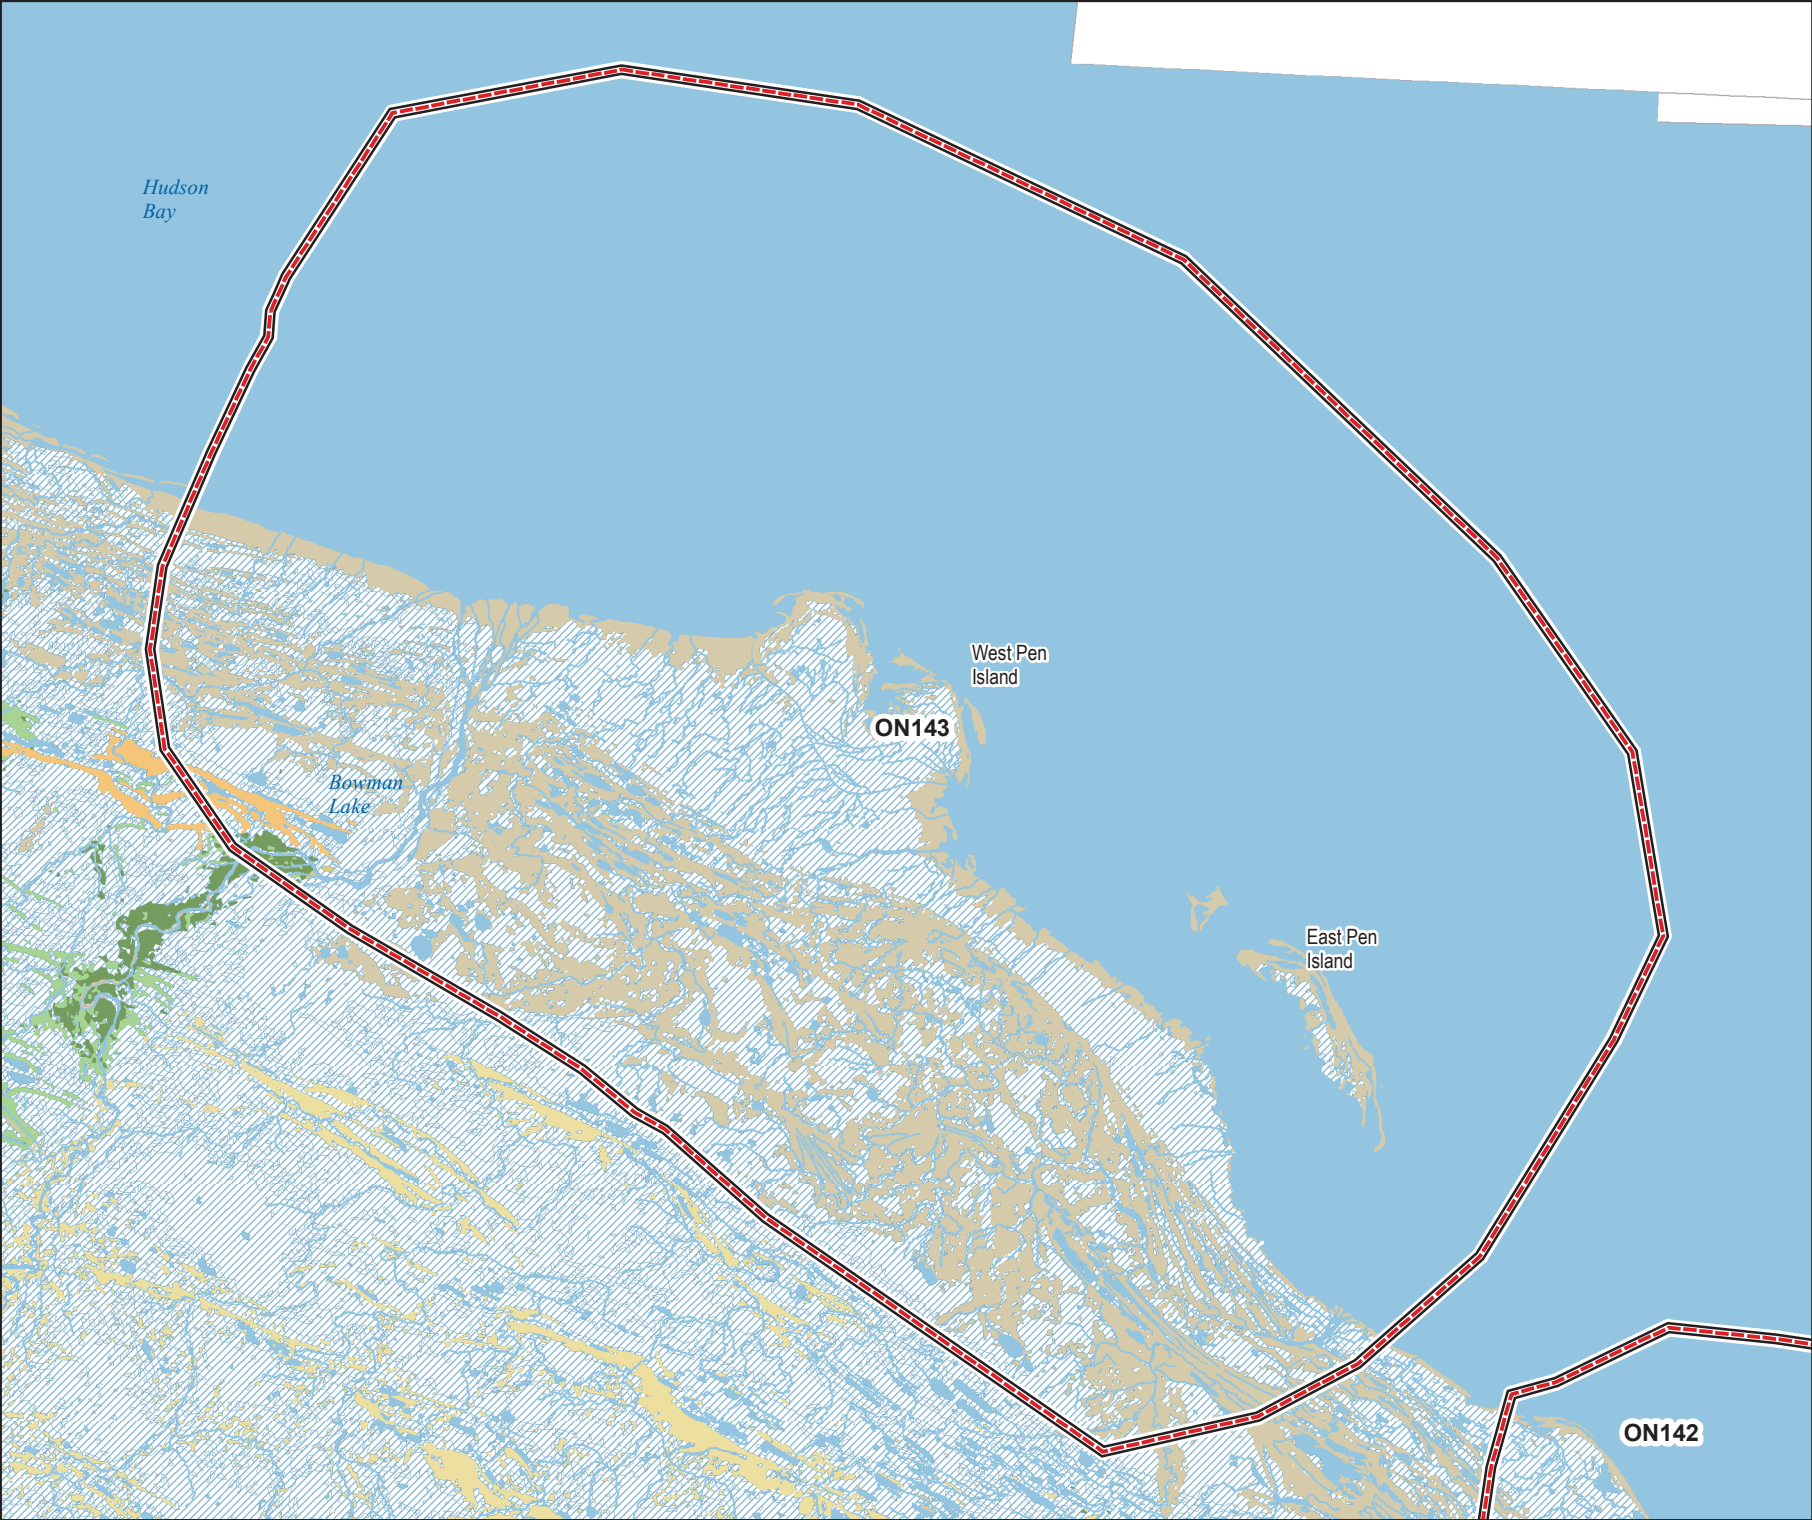 Hudson
Bay
West Pen
Island
ON143
Bowman
Lake
East Pen
Island
ON142